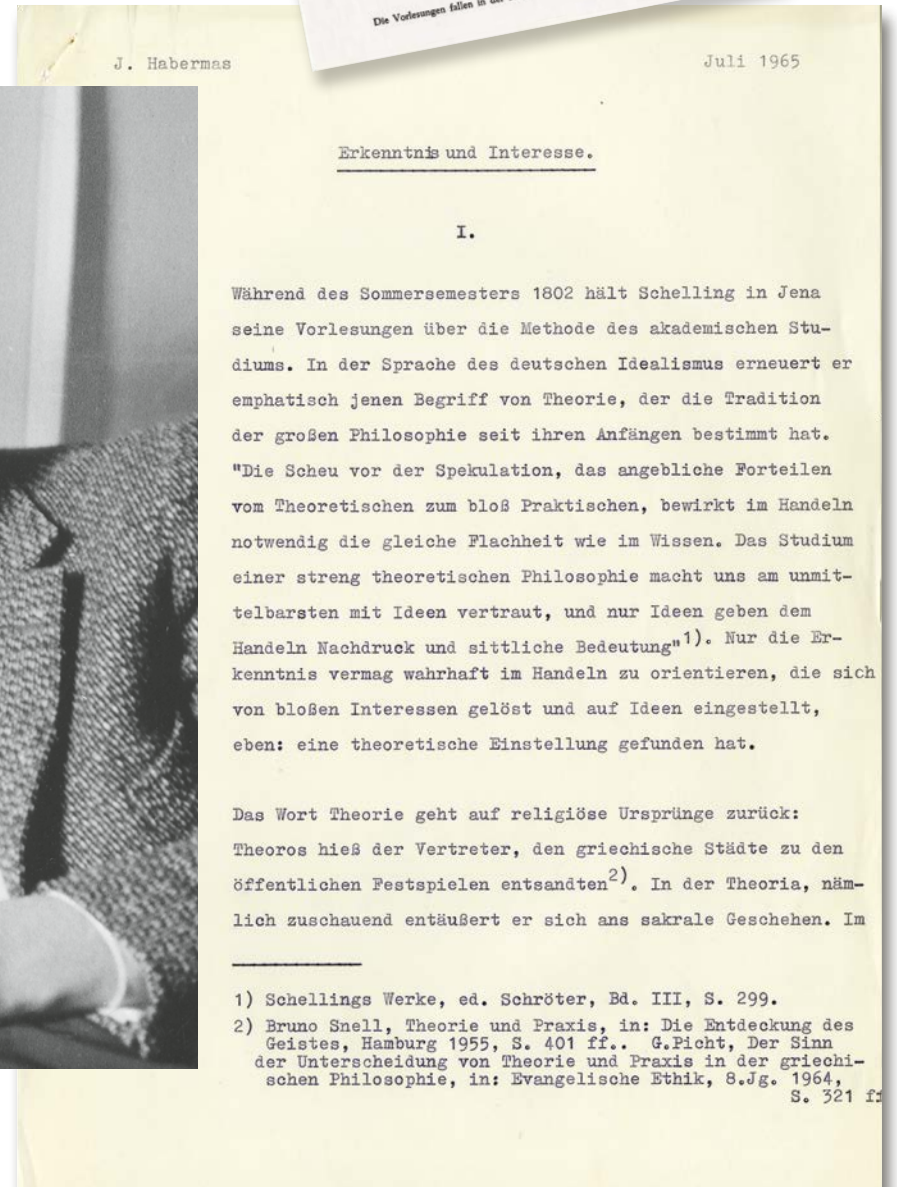 Die Vorlesungen fallen in der
J. Habermas
Juli 1965
Erkenntnis und Interesse.
I.
Während des Sommersemesters 1802 hält Schelling in Jena
seine Vorlesungen über die Methode des akademischen Stu-
diums. In der Sprache des deutschen Idealismus erneuert er
emphatisch jenen Begriff von Theorie, der die Tradition
der großen Philosophie seit ihren Anfängen bestimmt hat.
"Die Scheu vor der Spekulation, das angebliche Forteilen
vom Theoretischen zum bloß Praktischen, bewirkt im Handeln
notwendig die gleiche Flachheit wie im Wissen. Das Studium
einer streng theoretischen Philosophie macht uns am unmit-
telbarsten mit Ideen vertraut, und nur Ideen geben dem
Handeln Nachdruck und sittliche Bedeutung"1). Nur die Er-
kenntnis vermag wahrhaft im Handeln zu orientieren, die sich
von bloßen Interessen gelöst und auf Ideen eingestellt,
eben: eine theoretische Einstellung gefunden hat.
Das Wort Theorie geht auf religiöse Ursprünge zurück:
Theoros hieß der Vertreter, den griechische Städte zu den
öffentlichen Festspielen entsandten2). In der Theoria, näm-
lich zuschauend entäußert er sich ans sakrale Geschehen. Im
1) Schellings Werke, ed. Schröter, Bd. III, S. 299.
2) Bruno Snell, Theorie und Praxis, in: Die Entdeckung des
Geistes, Hamburg 1955, S. 401 ff.. G.Picht, Der Sinn
der Unterscheidung von Theorie und Praxis in der griechi-
schen Philosophie, in: Evangelische Ethik, 8.Jg. 1964,
S. 321 ff